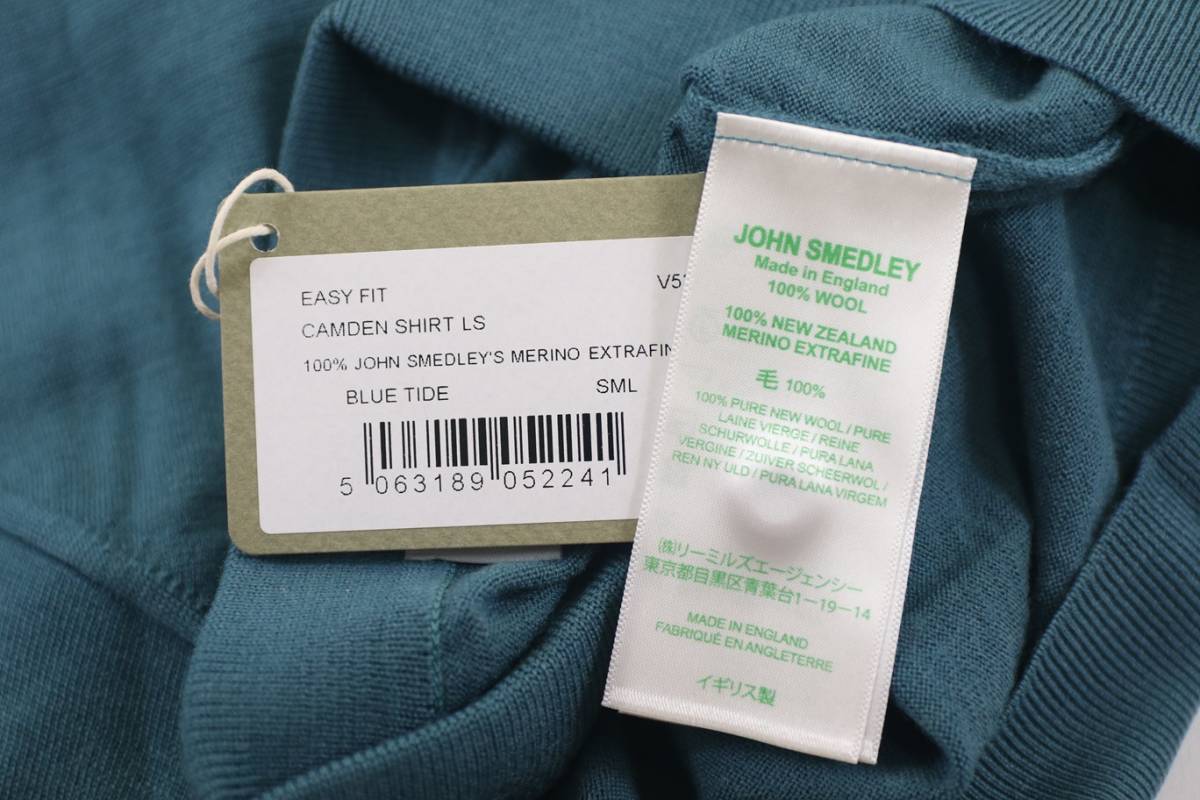 EASY FIT
CAMDEN SHIRT LS
100% JOHN SMEDLEY'S MERINO
BLUE TIDE SML
5 063189 052241
JOHN SMEDLEY
Made in England
100% WOOL
100% NEW ZEALAND
MERINO EXTRAFINE
毛 100%
100% PURE NEW WOOL / PURE
LAINE VIERGE / REINE
SCHURWOLLE / PURA LANA
VERGINE / ZUIVER SCHEERWOL /
REN NY ULD / PURA LANA VIRGEM
㈱リーミルズエージェンシー
東京都目黒区青葉台1-19-14
MADE IN ENGLAND
FABRIQUÉ EN ANGLETERRE
イギリス製